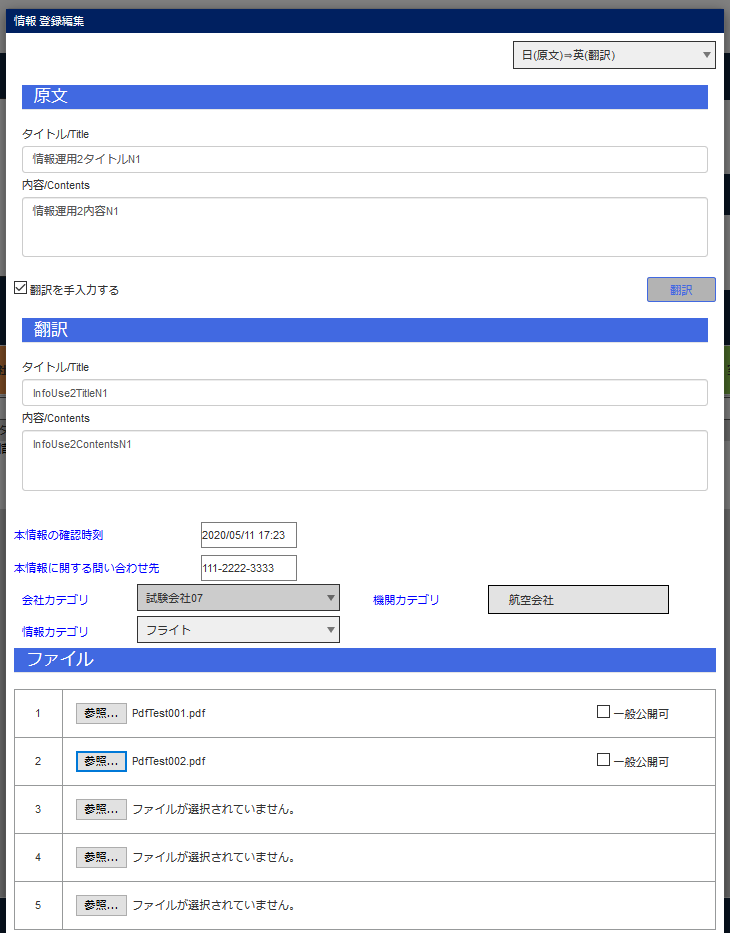 情報 登録編集
日(原文)⇒英(翻訳)
原文
タイトル/Title
情報運用2タイトルN1
内容/Contents
情報運用2内容N1
翻訳を手入力する
翻訳
翻訳
タイトル/Title
InfoUse2TitleN1
内容/Contents
InfoUse2ContentsN1
本情報の確認時刻 2020/05/11 17:23
本情報に関する問い合わせ先 111-2222-3333
会社カテゴリ 試験会社07 機関カテゴリ 航空会社
情報カテゴリ フライト
ファイル
1 参照... PdfTest001.pdf 一般公開可
2 参照... PdfTest002.pdf 一般公開可
3 参照... ファイルが選択されていません。
4 参照... ファイルが選択されていません。
5 参照... ファイルが選択されていません。